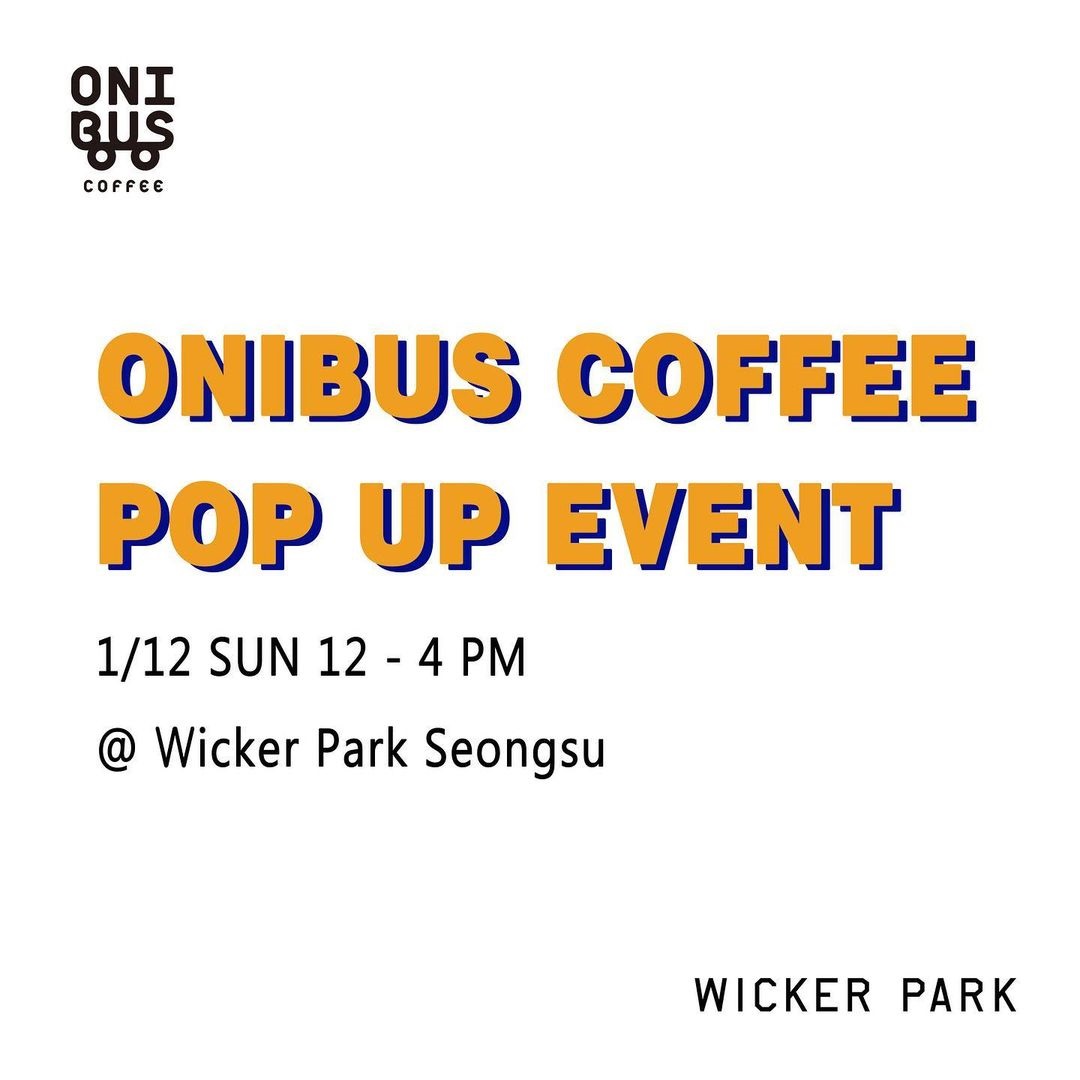 ONI
BUS
COFFEE
ONIBUS COFFEE
POP UP EVENT
1/12 SUN 12 - 4 PM
@ Wicker Park Seongsu
WICKER PARK